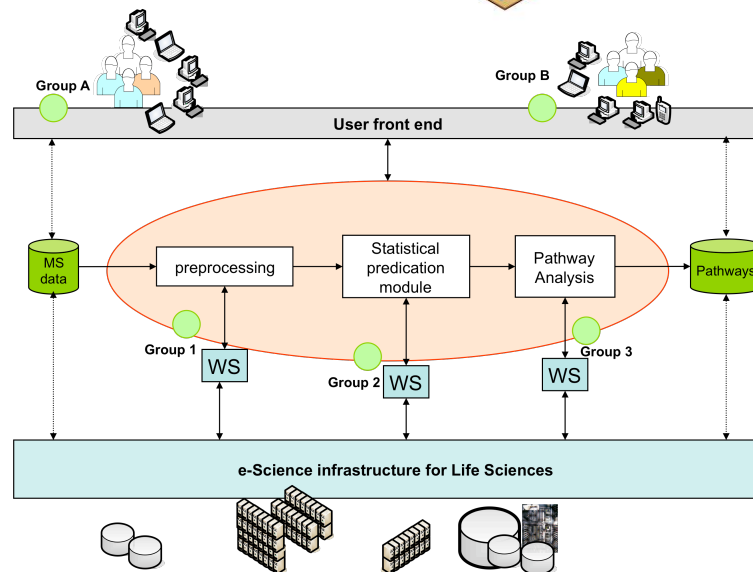 Group A
Group B
User front end
MS
data
preprocessing
Statistical
predication
module
Pathway
Analysis
Pathways
Group 1
WS
Group 2
WS
Group 3
WS
e-Science infrastructure for Life Sciences